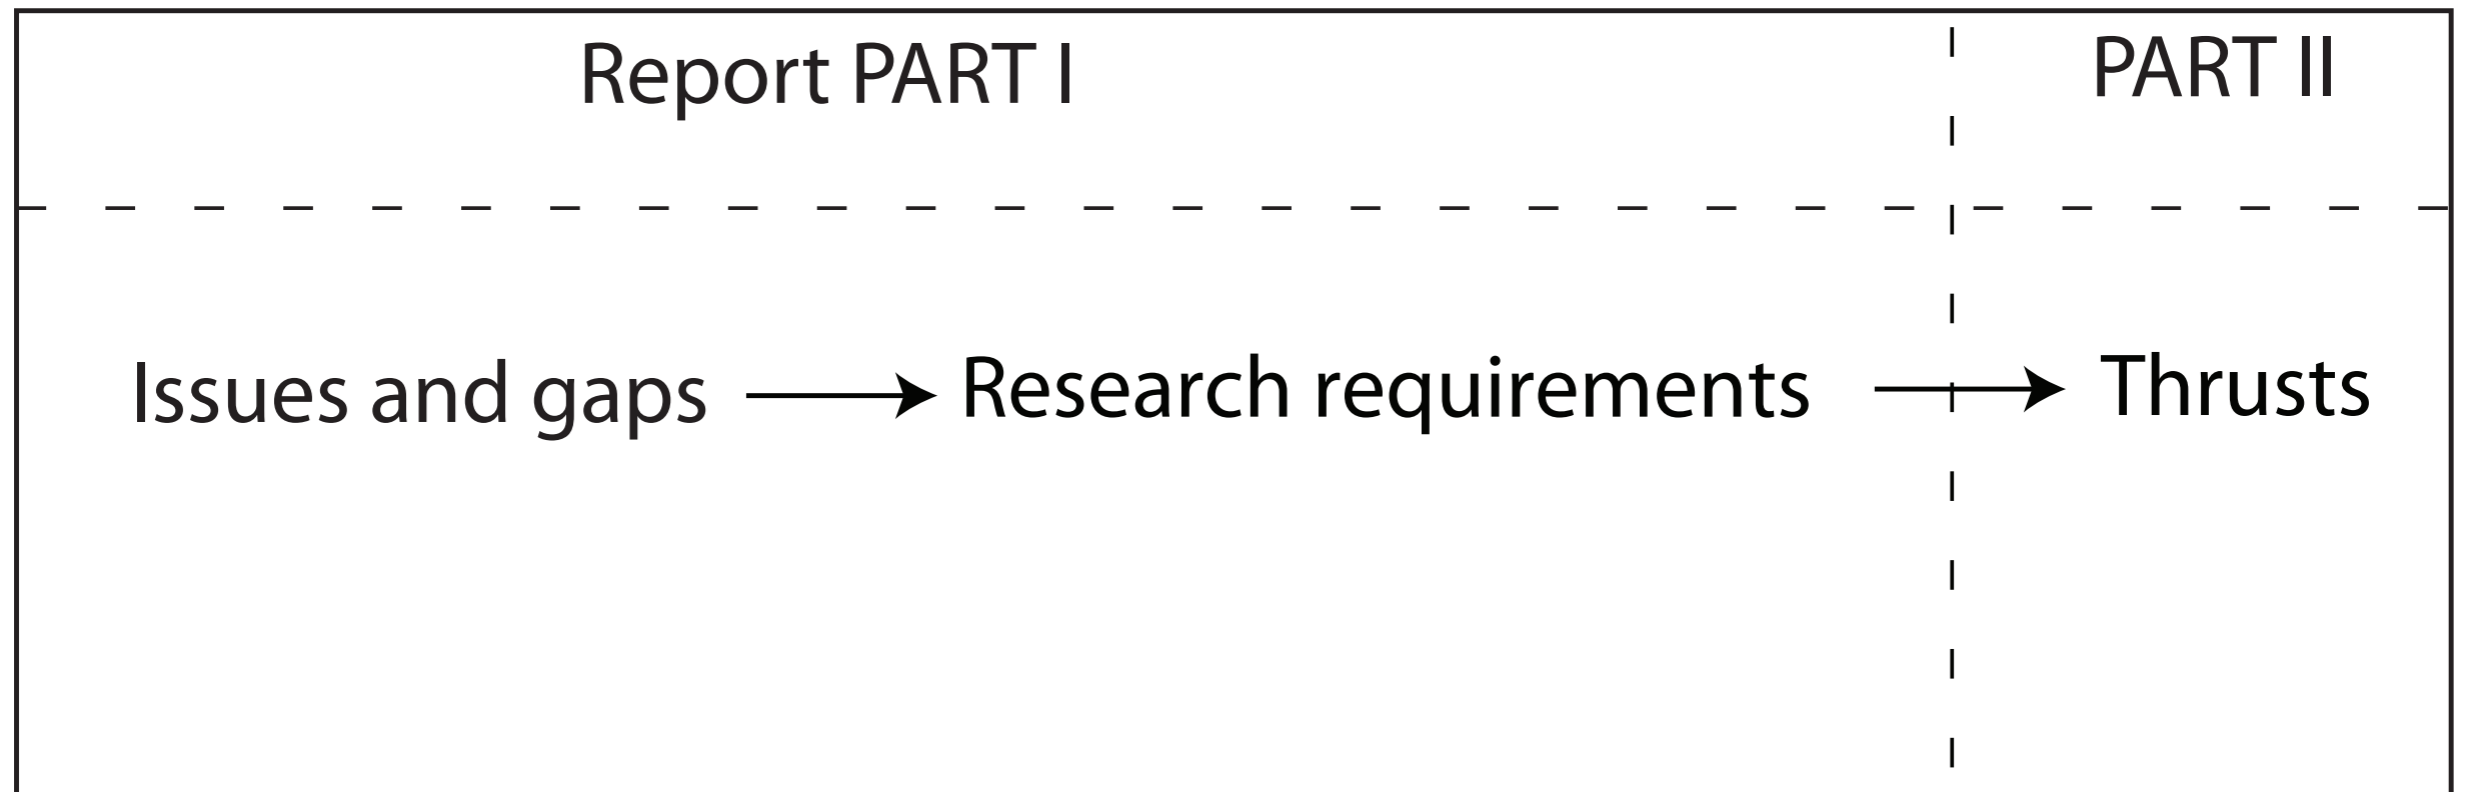 Report PART I
PART II
Issues and gaps
Research requirements
Thrusts